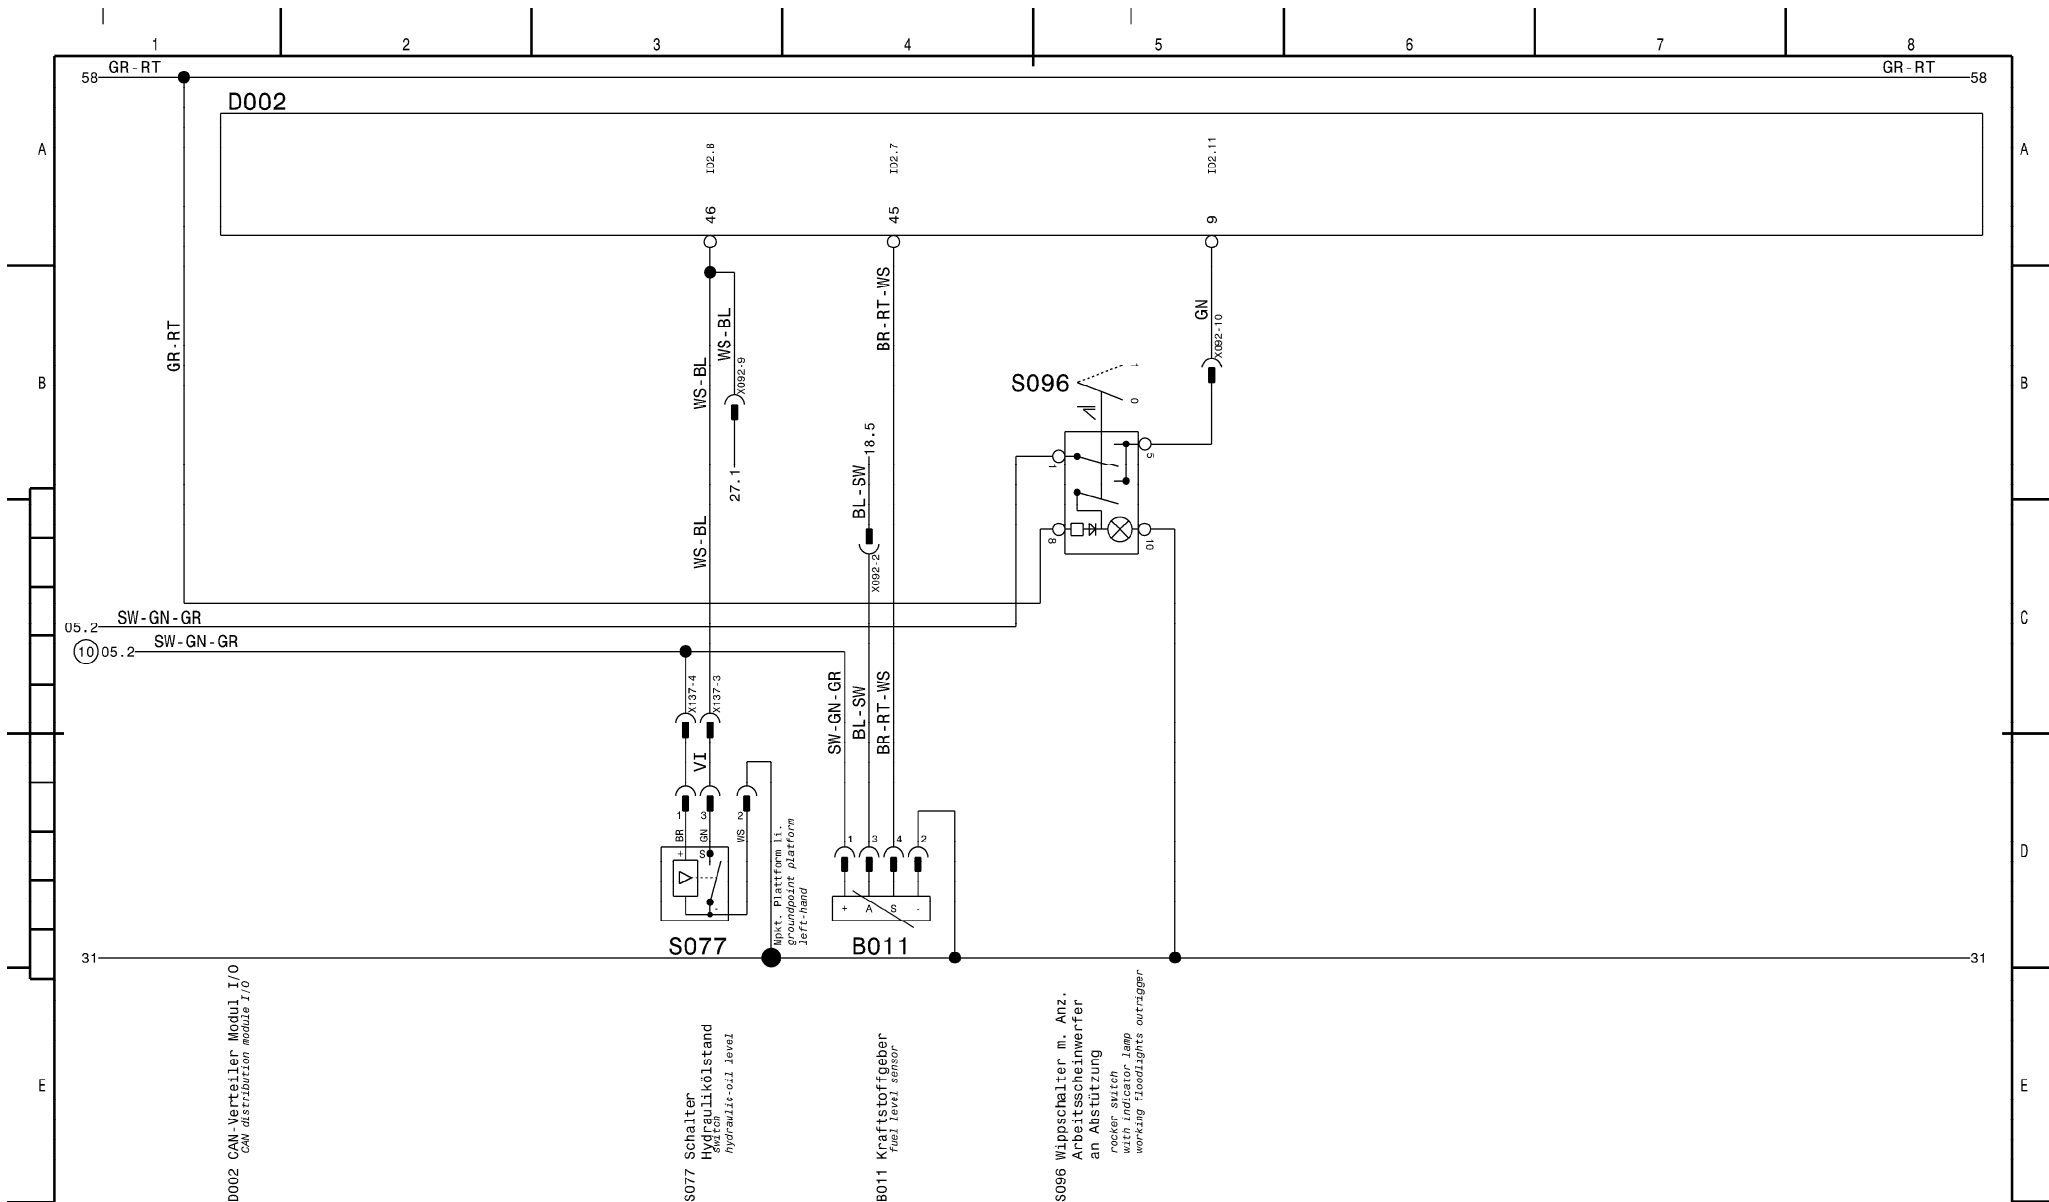 1 2 3 4 5 6 7 8
58 GR-RT GR-RT 58
D002
A A
ID2.8 ID2.7 ID2.11
46 45 9
GR-RT
WS-BL
WS-BL
X092-9
27.1
WS-BL
BR-RT-WS
GN
X092-10
B B
S096
1
0
BL-SW 18.5
X092-2
1 5
8 10
C C
05.2 SW-GN-GR
10 05.2 SW-GN-GR
X137-4 X137-3
SW-GN-GR
BL-SW
BR-RT-WS
VI
1 3 2
BR GN WS
+ S
-
Mpkt. Plattform li.
groundpoint platform
left-hand
1 3 4 2
+ A S -
D D
S077 B011
31 31
E E
D002 CAN-Verteiler Modul I/O
CAN distribution module I/O
S077 Schalter
Hydraulikölstand
switch
hydraulic-oil level
B011 Kraftstoffgeber
fuel level sensor
S096 Wippschalter m. Anz.
Arbeitsscheinwerfer
an Abstützung
rocker switch
with indicator lamp
working floodlights outrigger